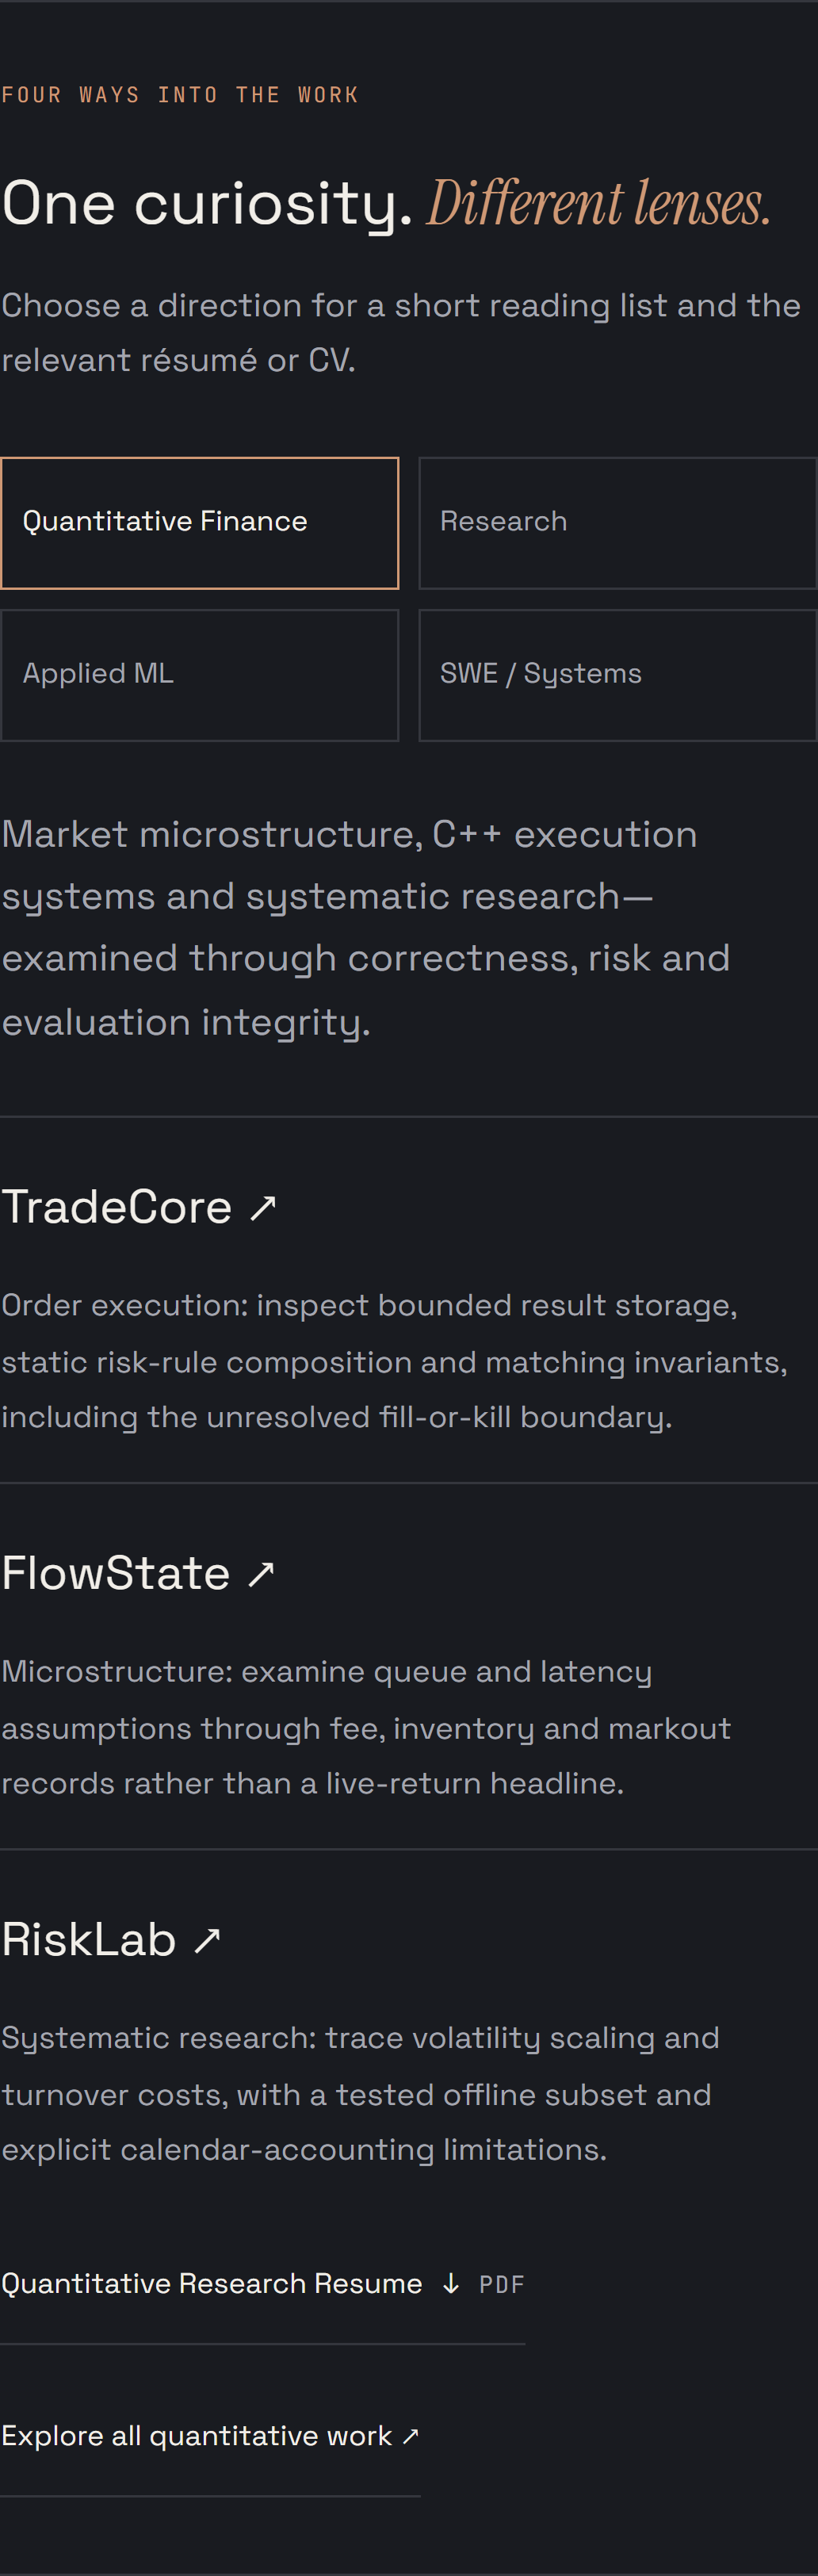 FOUR WAYS INTO THE WORK
One curiosity. Different lenses.
Choose a direction for a short reading list and the
relevant résumé or CV.
Quantitative Finance
Research
Applied ML
SWE / Systems
Market microstructure, C++ execution
systems and systematic research—
examined through correctness, risk and
evaluation integrity.
TradeCore ↗
Order execution: inspect bounded result storage,
static risk-rule composition and matching invariants,
including the unresolved fill-or-kill boundary.
FlowState ↗
Microstructure: examine queue and latency
assumptions through fee, inventory and markout
records rather than a live-return headline.
RiskLab ↗
Systematic research: trace volatility scaling and
turnover costs, with a tested offline subset and
explicit calendar-accounting limitations.
Quantitative Research Resume ↓ PDF
Explore all quantitative work ↗